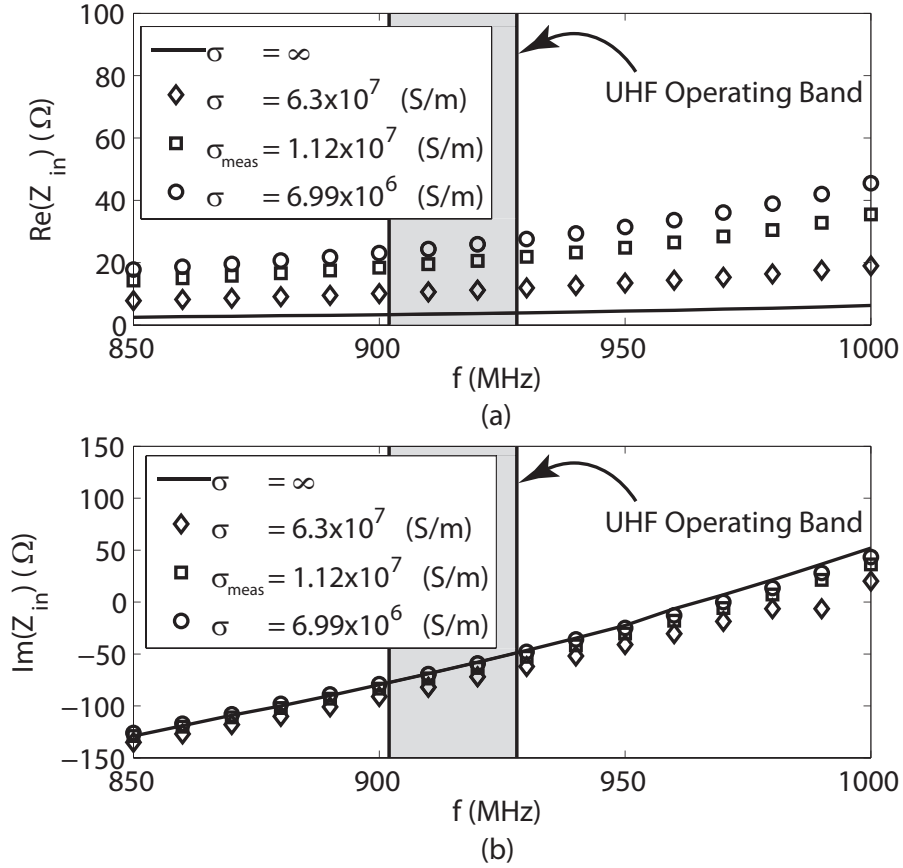 100
80
60
40
20
0
Re(Z_in) (Ω)
σ = ∞
σ = 6.3x10^7 (S/m)
σ_meas = 1.12x10^7 (S/m)
σ = 6.99x10^6 (S/m)
UHF Operating Band
850 900 950 1000
f (MHz)
(a)
150
100
50
0
−50
−100
−150
Im(Z_in) (Ω)
σ = ∞
σ = 6.3x10^7 (S/m)
σ_meas = 1.12x10^7 (S/m)
σ = 6.99x10^6 (S/m)
UHF Operating Band
850 900 950 1000
f (MHz)
(b)